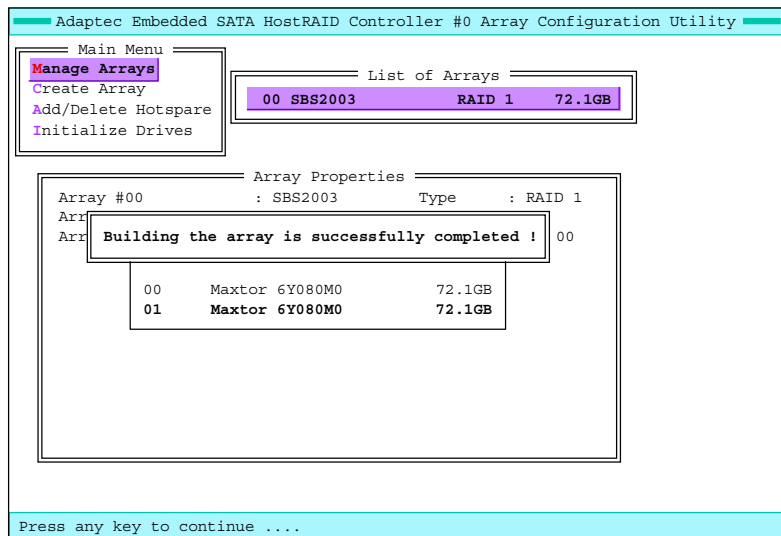 Adaptec Embedded SATA HostRAID Controller #0 Array Configuration Utility
Main Menu
Manage Arrays
Create Array
Add/Delete Hotspare
Initialize Drives
List of Arrays
00 SBS2003 RAID 1 72.1GB
Array Properties
Array #00 : SBS2003 Type : RAID 1
Arr
Arr 00
Building the array is successfully completed !
00 Maxtor 6Y080M0 72.1GB
01 Maxtor 6Y080M0 72.1GB
Press any key to continue ....